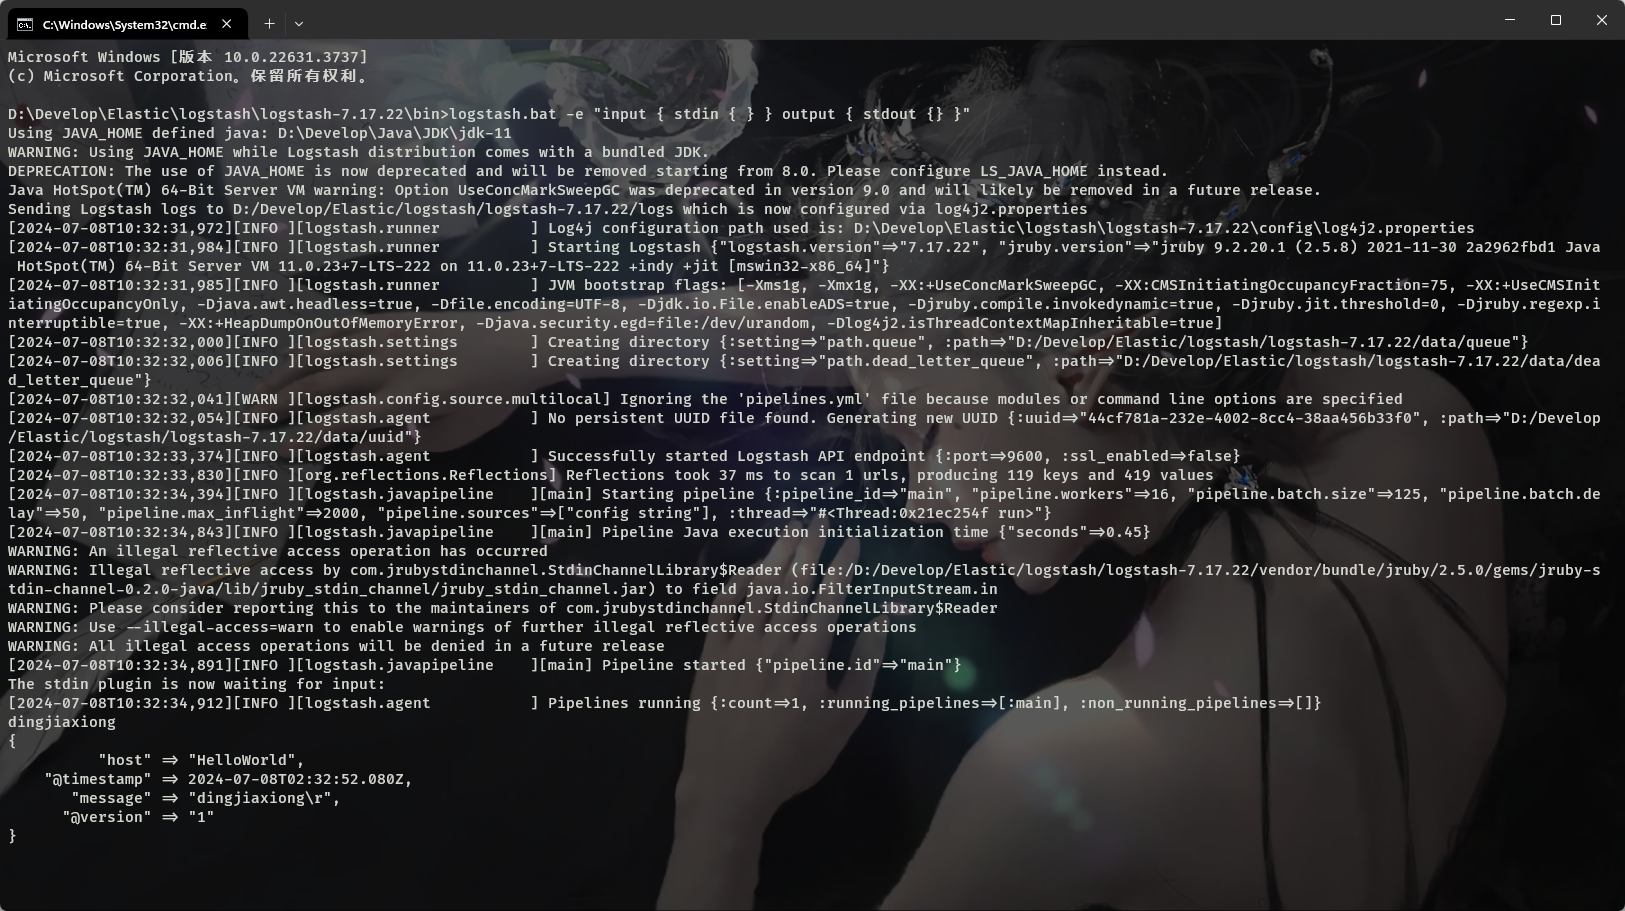 C:\Windows\System32\cmd.e
Microsoft Windows [版本 10.0.22631.3737]
(c) Microsoft Corporation。保留所有权利。
D:\Develop\Elastic\logstash\logstash-7.17.22\bin>logstash.bat -e "input { stdin { } } output { stdout {} }"
Using JAVA_HOME defined java: D:\Develop\Java\JDK\jdk-11
WARNING: Using JAVA_HOME while Logstash distribution comes with a bundled JDK.
DEPRECATION: The use of JAVA_HOME is now deprecated and will be removed starting from 8.0. Please configure LS_JAVA_HOME instead.
Java HotSpot(TM) 64-Bit Server VM warning: Option UseConcMarkSweepGC was deprecated in version 9.0 and will likely be removed in a future release.
Sending Logstash logs to D:/Develop/Elastic/logstash/logstash-7.17.22/logs which is now configured via log4j2.properties
[2024-07-08T10:32:31,972][INFO ][logstash.runner          ] Log4j configuration path used is: D:\Develop\Elastic\logstash\logstash-7.17.22\config\log4j2.properties
[2024-07-08T10:32:31,984][INFO ][logstash.runner          ] Starting Logstash {"logstash.version"=>"7.17.22", "jruby.version"=>"jruby 9.2.20.1 (2.5.8) 2021-11-30 2a2962fbd1 Java
 HotSpot(TM) 64-Bit Server VM 11.0.23+7-LTS-222 on 11.0.23+7-LTS-222 +indy +jit [mswin32-x86_64]"}
[2024-07-08T10:32:31,985][INFO ][logstash.runner          ] JVM bootstrap flags: [-Xms1g, -Xmx1g, -XX:+UseConcMarkSweepGC, -XX:CMSInitiatingOccupancyFraction=75, -XX:+UseCMSInit
iatingOccupancyOnly, -Djava.awt.headless=true, -Dfile.encoding=UTF-8, -Djdk.io.File.enableADS=true, -Djruby.compile.invokedynamic=true, -Djruby.jit.threshold=0, -Djruby.regexp.i
nterruptible=true, -XX:+HeapDumpOnOutOfMemoryError, -Djava.security.egd=file:/dev/urandom, -Dlog4j2.isThreadContextMapInheritable=true]
[2024-07-08T10:32:32,000][INFO ][logstash.settings        ] Creating directory {:setting=>"path.queue", :path=>"D:/Develop/Elastic/logstash/logstash-7.17.22/data/queue"}
[2024-07-08T10:32:32,006][INFO ][logstash.settings        ] Creating directory {:setting=>"path.dead_letter_queue", :path=>"D:/Develop/Elastic/logstash/logstash-7.17.22/data/dea
d_letter_queue"}
[2024-07-08T10:32:32,041][WARN ][logstash.config.source.multilocal] Ignoring the 'pipelines.yml' file because modules or command line options are specified
[2024-07-08T10:32:32,054][INFO ][logstash.agent           ] No persistent UUID file found. Generating new UUID {:uuid=>"44cf781a-232e-4002-8cc4-38aa456b33f0", :path=>"D:/Develop
/Elastic/logstash/logstash-7.17.22/data/uuid"}
[2024-07-08T10:32:33,374][INFO ][logstash.agent           ] Successfully started Logstash API endpoint {:port=>9600, :ssl_enabled=>false}
[2024-07-08T10:32:33,830][INFO ][org.reflections.Reflections] Reflections took 37 ms to scan 1 urls, producing 119 keys and 419 values
[2024-07-08T10:32:34,394][INFO ][logstash.javapipeline    ][main] Starting pipeline {:pipeline_id=>"main", "pipeline.workers"=>16, "pipeline.batch.size"=>125, "pipeline.batch.de
lay"=>50, "pipeline.max_inflight"=>2000, "pipeline.sources"=>["config string"], :thread=>"#<Thread:0x21ec254f run>"}
[2024-07-08T10:32:34,843][INFO ][logstash.javapipeline    ][main] Pipeline Java execution initialization time {"seconds"=>0.45}
WARNING: An illegal reflective access operation has occurred
WARNING: Illegal reflective access by com.jrubystdinchannel.StdinChannelLibrary$Reader (file:/D:/Develop/Elastic/logstash/logstash-7.17.22/vendor/bundle/jruby/2.5.0/gems/jruby-s
tdin-channel-0.2.0-java/lib/jruby_stdin_channel/jruby_stdin_channel.jar) to field java.io.FilterInputStream.in
WARNING: Please consider reporting this to the maintainers of com.jrubystdinchannel.StdinChannelLibrary$Reader
WARNING: Use --illegal-access=warn to enable warnings of further illegal reflective access operations
WARNING: All illegal access operations will be denied in a future release
[2024-07-08T10:32:34,891][INFO ][logstash.javapipeline    ][main] Pipeline started {"pipeline.id"=>"main"}
The stdin plugin is now waiting for input:
[2024-07-08T10:32:34,912][INFO ][logstash.agent           ] Pipelines running {:count=>1, :running_pipelines=>[:main], :non_running_pipelines=>[]}
dingjiaxiong
{
          "host" => "HelloWorld",
    "@timestamp" => 2024-07-08T02:32:52.080Z,
       "message" => "dingjiaxiong\r",
      "@version" => "1"
}